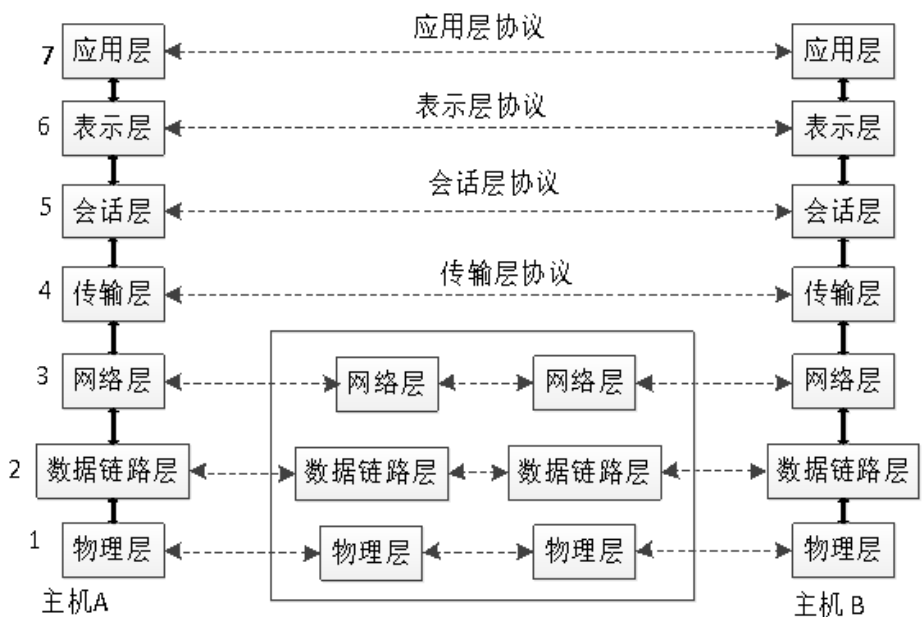 应用层协议
7 应用层 应用层
表示层协议
6 表示层 表示层
会话层协议
5 会话层 会话层
传输层协议
4 传输层 传输层
3 网络层 网络层 网络层 网络层
2 数据链路层 数据链路层 数据链路层 数据链路层
1 物理层 物理层 物理层 物理层
主机A 主机 B